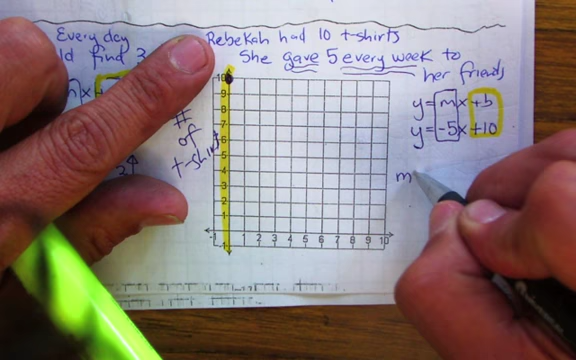 Every day
ld find 3
Rebekah had 10 t-shirts
She gave 5 every week to
her friends
y = mx + b
y = -5x + 10
#
of
t-shirts
10
9
8
7
6
5
4
3
2
1
-1 1 2 3 4 5 6 7 8 9 10
-1
m